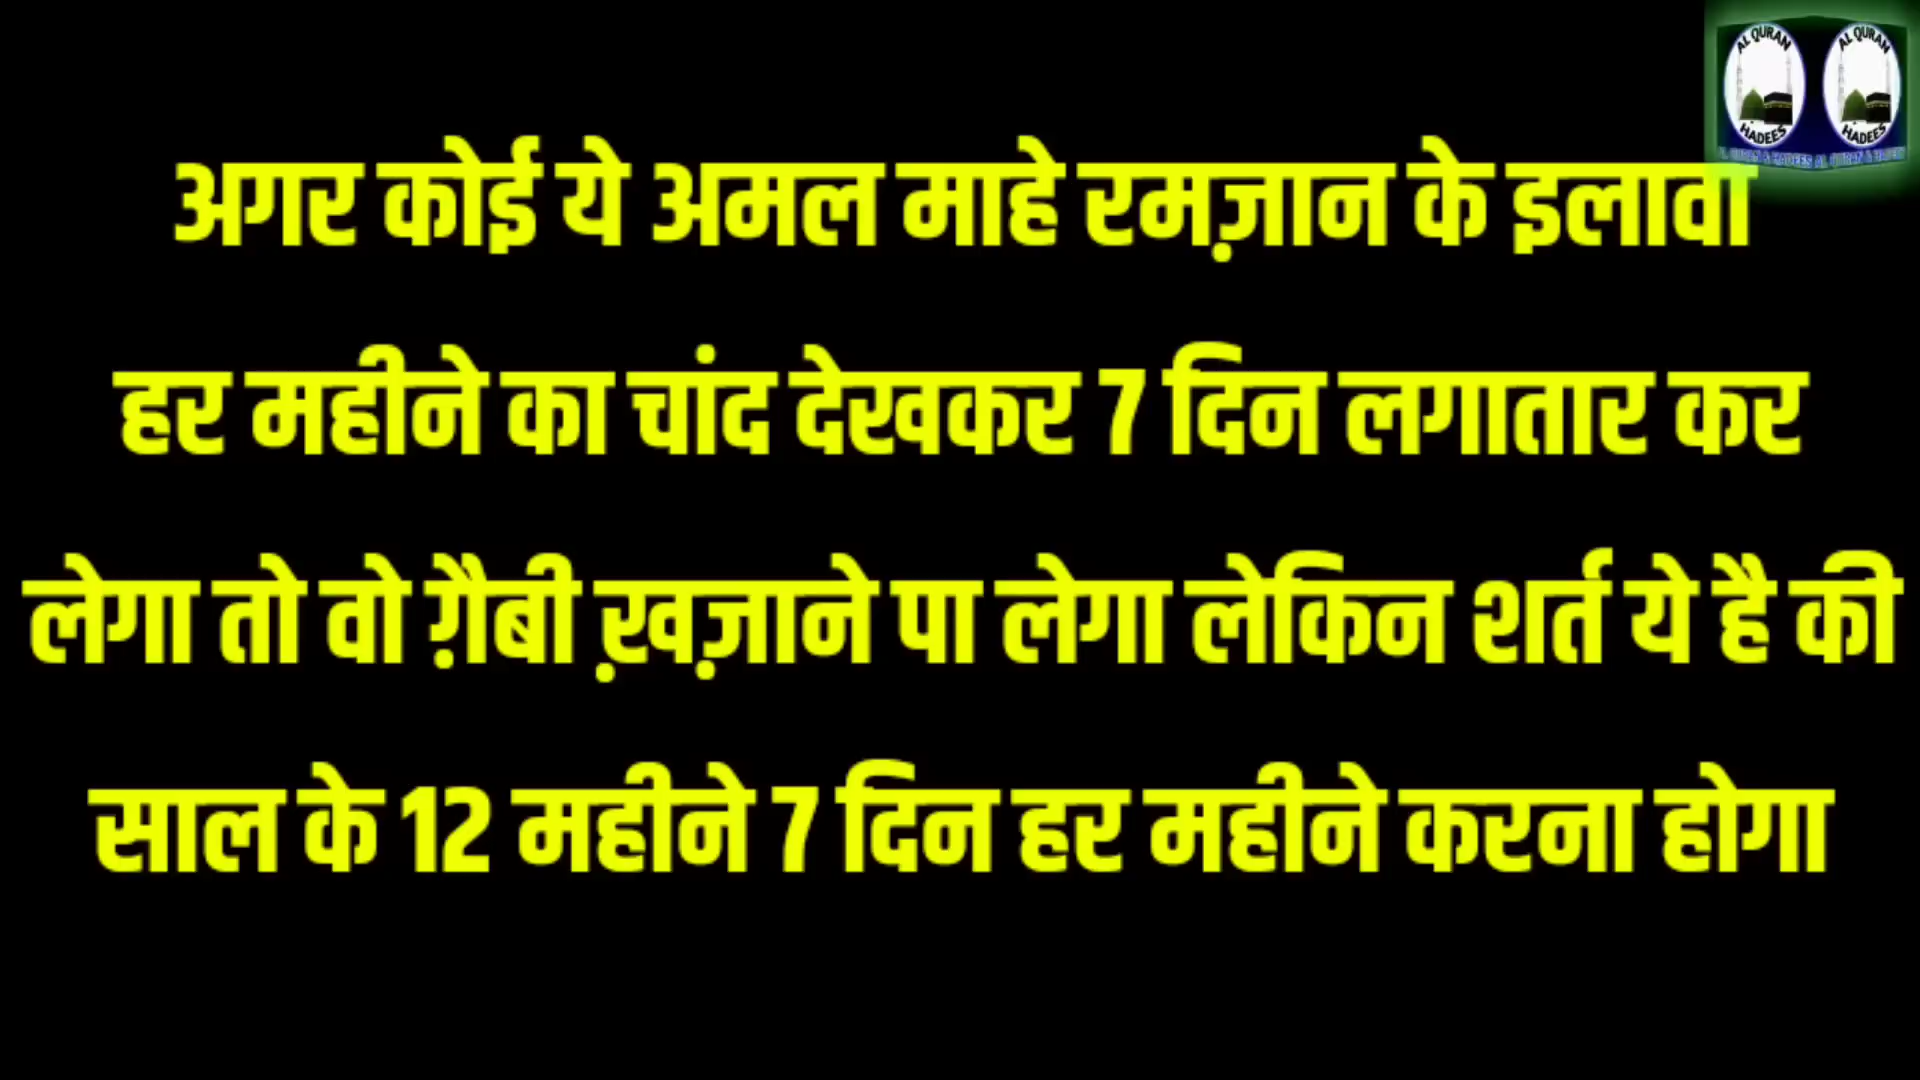 AL QURAN AL QURAN
HADEES HADEES
अगर कोई ये अमल माहे रमज़ान के इलावा
हर महीने का चांद देखकर 7 दिन लगातार कर
लेगा तो वो ग़ैबी ख़ज़ाने पा लेगा लेकिन शर्त ये है की
साल के 12 महीने 7 दिन हर महीने करना होगा